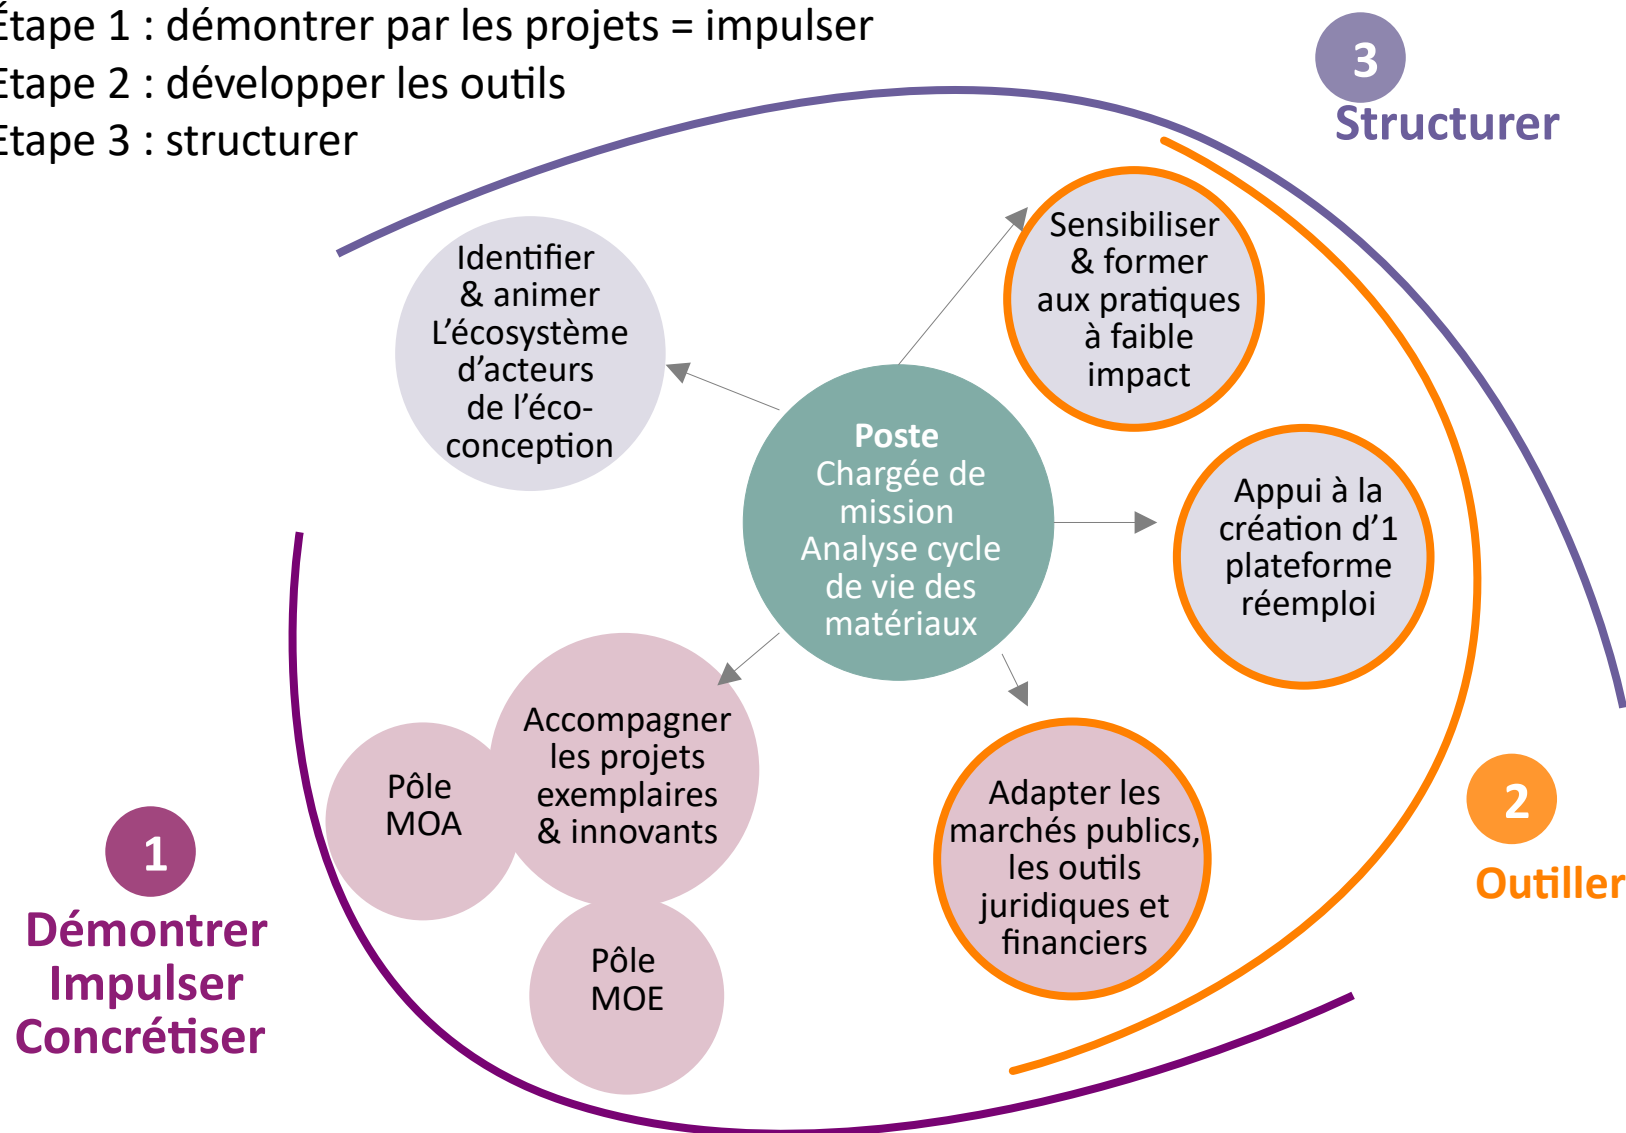 Étape 1 : démontrer par les projets = impulser
Etape 2 : développer les outils
Etape 3 : structurer
3
Structurer
Identifier
& animer
L’écosystème
d’acteurs
de l’éco-
conception
Sensibiliser
& former
aux pratiques
à faible
impact
Poste
Chargée de
mission
Analyse cycle
de vie des
matériaux
Appui à la
création d’1
plateforme
réemploi
Accompagner
les projets
exemplaires
& innovants
Pôle
MOA
Pôle
MOE
Adapter les
marchés publics,
les outils
juridiques et
financiers
2
Outiller
1
Démontrer
Impulser
Concrétiser